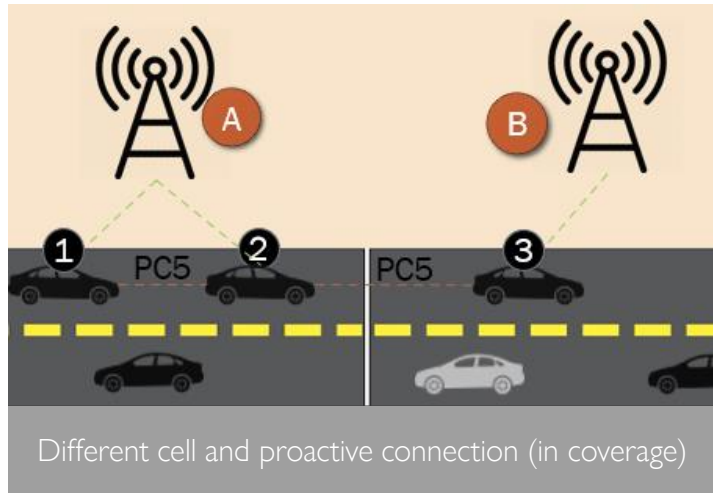 A
B
1
2
3
PC5
PC5
Different cell and proactive connection (in coverage)